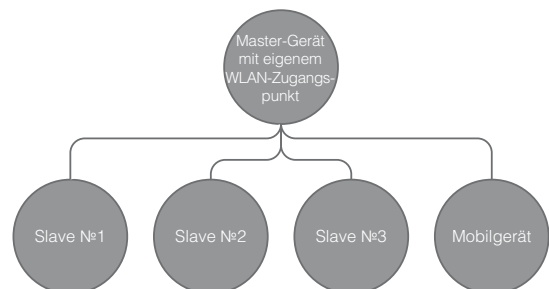 Master-Gerät
mit eigenem
WLAN-Zugangs-
punkt
Slave №1
Slave №2
Slave №3
Mobilgerät